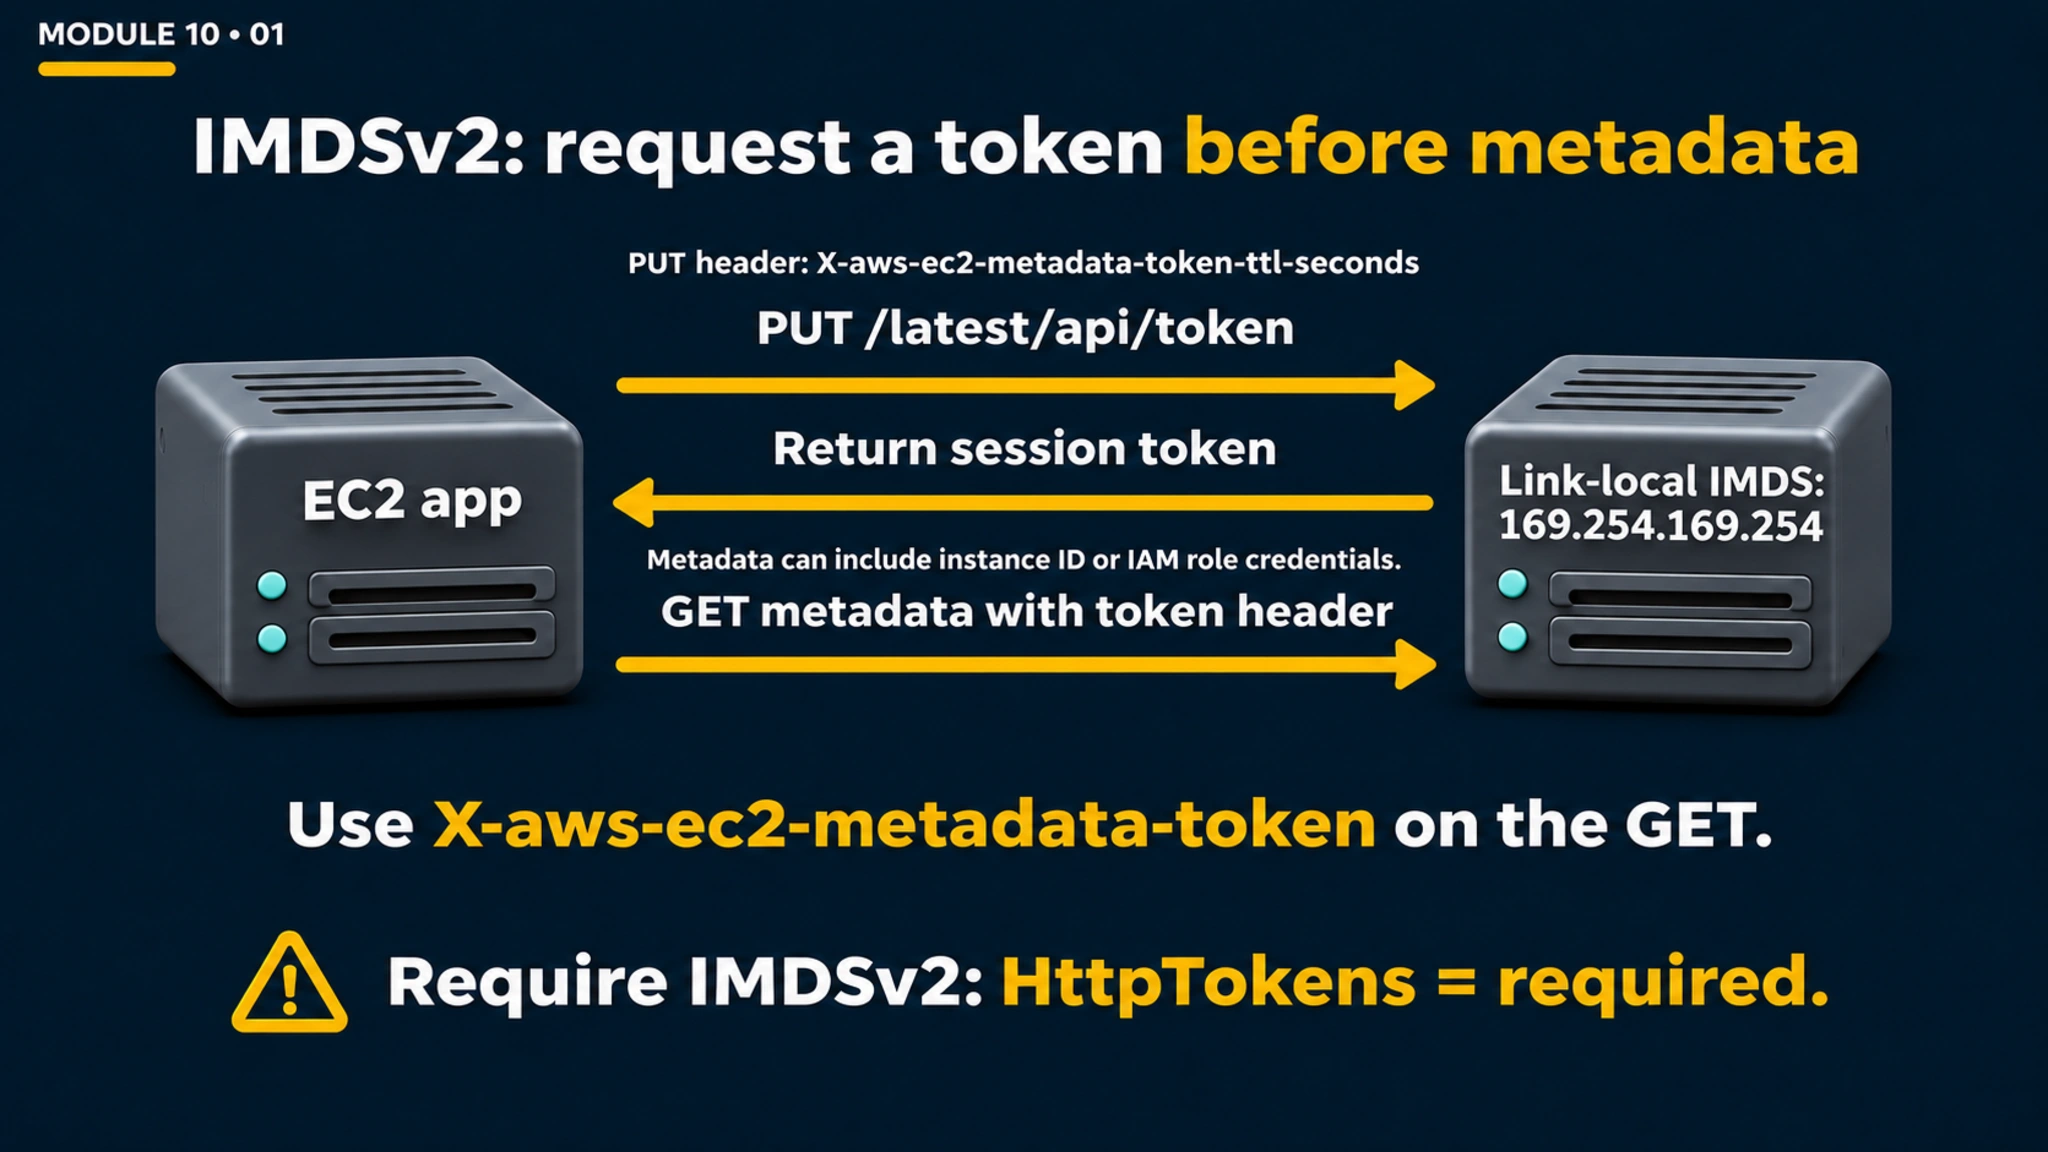 MODULE 10 • 01
IMDSv2: request a token before metadata
PUT header: X-aws-ec2-metadata-token-ttl-seconds
PUT /latest/api/token
Return session token
EC2 app
Link-local IMDS:
169.254.169.254
Metadata can include instance ID or IAM role credentials.
GET metadata with token header
Use X-aws-ec2-metadata-token on the GET.
Require IMDSv2: HttpTokens = required.